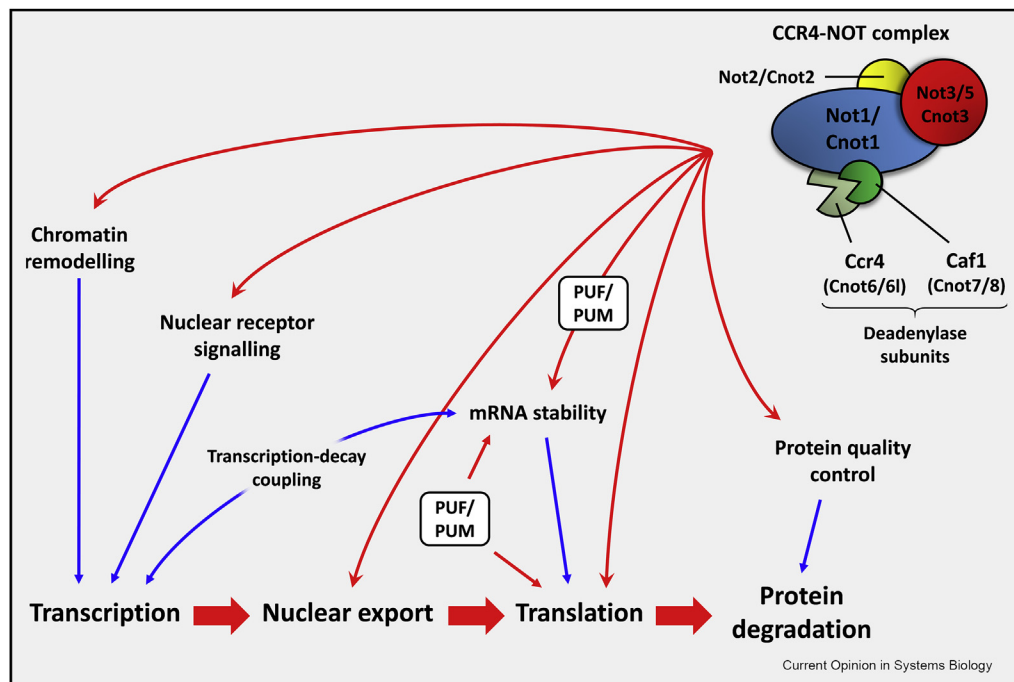 CCR4-NOT complex
Not2/Cnot2
Not3/5
Cnot3
Not1/
Cnot1
Ccr4
(Cnot6/6l)
Caf1
(Cnot7/8)
Deadenylase
subunits
Chromatin
remodelling
Nuclear receptor
signalling
PUF/
PUM
mRNA stability
Transcription-decay
coupling
Protein quality
control
PUF/
PUM
Transcription
Nuclear export
Translation
Protein
degradation
Current Opinion in Systems Biology